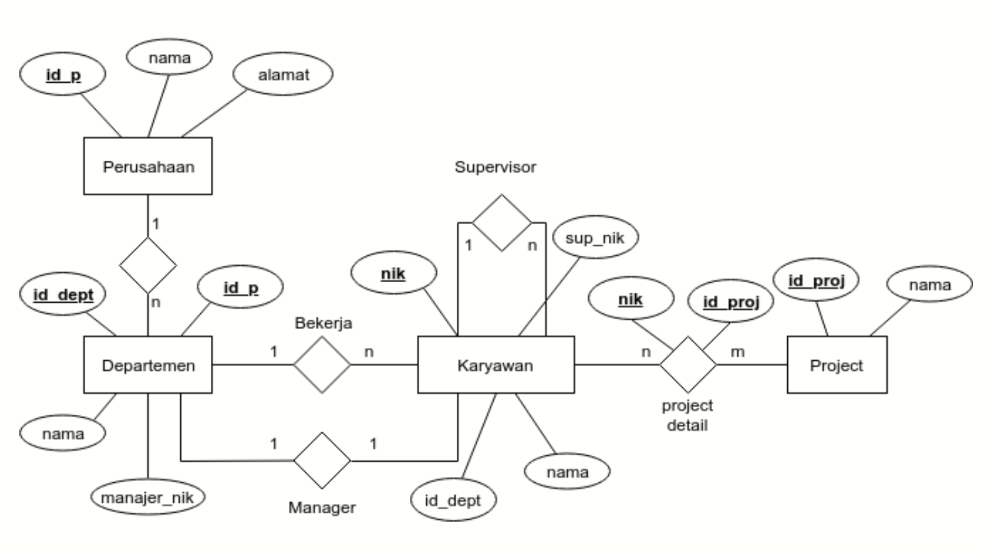 id_p
nama
alamat
Perusahaan
1
n
id_dept
id_p
Departemen
nama
manajer_nik
Bekerja
1
n
1
1
Manager
Supervisor
1
n
nik
sup_nik
Karyawan
id_dept
nama
nik
id_proj
n
m
project
detail
id_proj
nama
Project